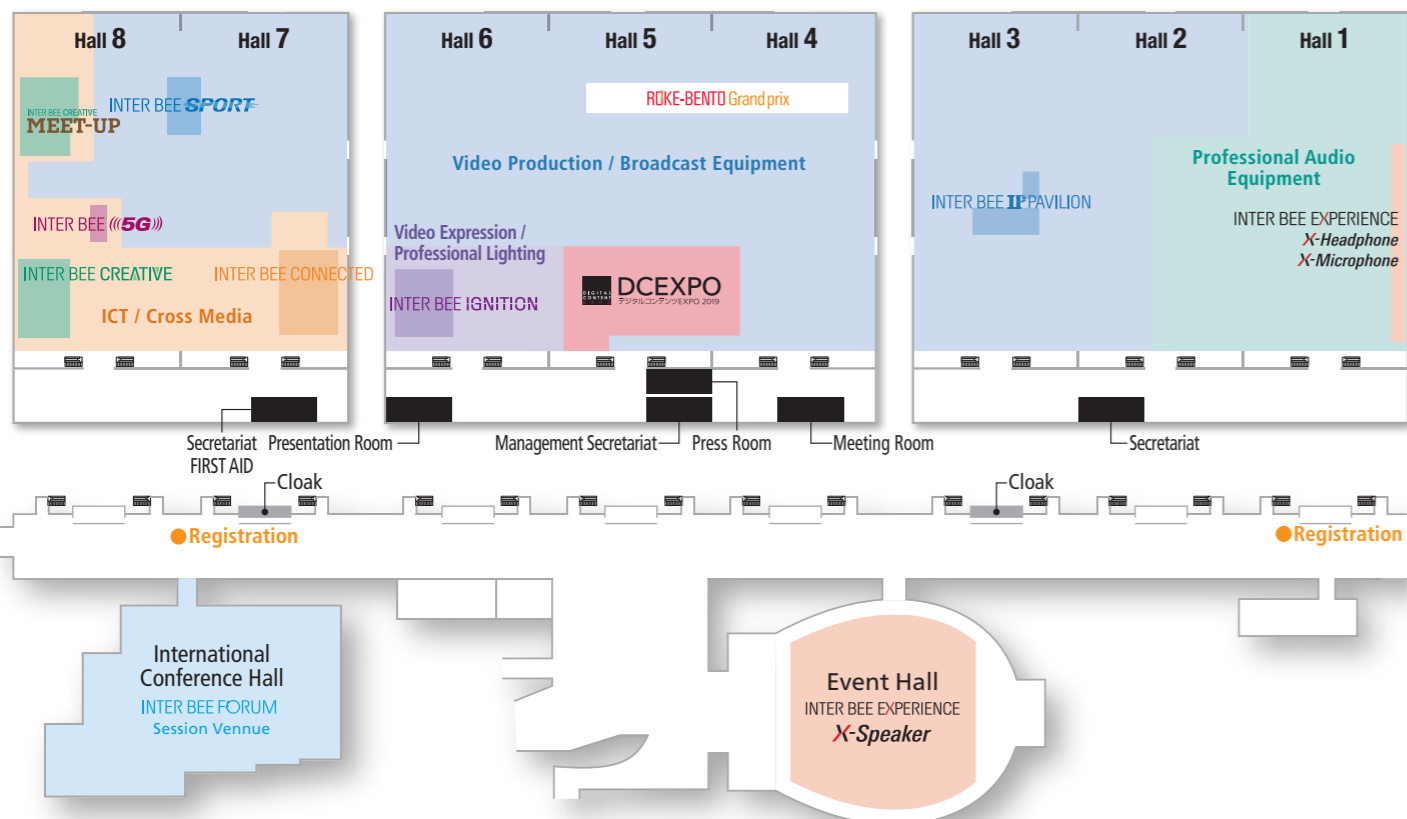 Hall 8
Hall 7
Hall 6
Hall 5
Hall 4
Hall 3
Hall 2
Hall 1
INTER BEE CREATIVE
MEET-UP
INTER BEE SPORT
ROKE-BENTO Grand prix
Video Production / Broadcast Equipment
Professional Audio
Equipment
INTER BEE IP PAVILION
INTER BEE EXPERIENCE
X-Headphone
X-Microphone
INTER BEE 5G
Video Expression /
Professional Lighting
INTER BEE CREATIVE
INTER BEE CONNECTED
INTER BEE IGNITION
DIGITAL
CONTENT
DCEXPO
デジタルコンテンツEXPO 2019
ICT / Cross Media
Secretariat
FIRST AID
Presentation Room
Management Secretariat
Press Room
Meeting Room
Secretariat
Cloak
Cloak
Registration
Registration
International
Conference Hall
INTER BEE FORUM
Session Vennue
Event Hall
INTER BEE EXPERIENCE
X-Speaker